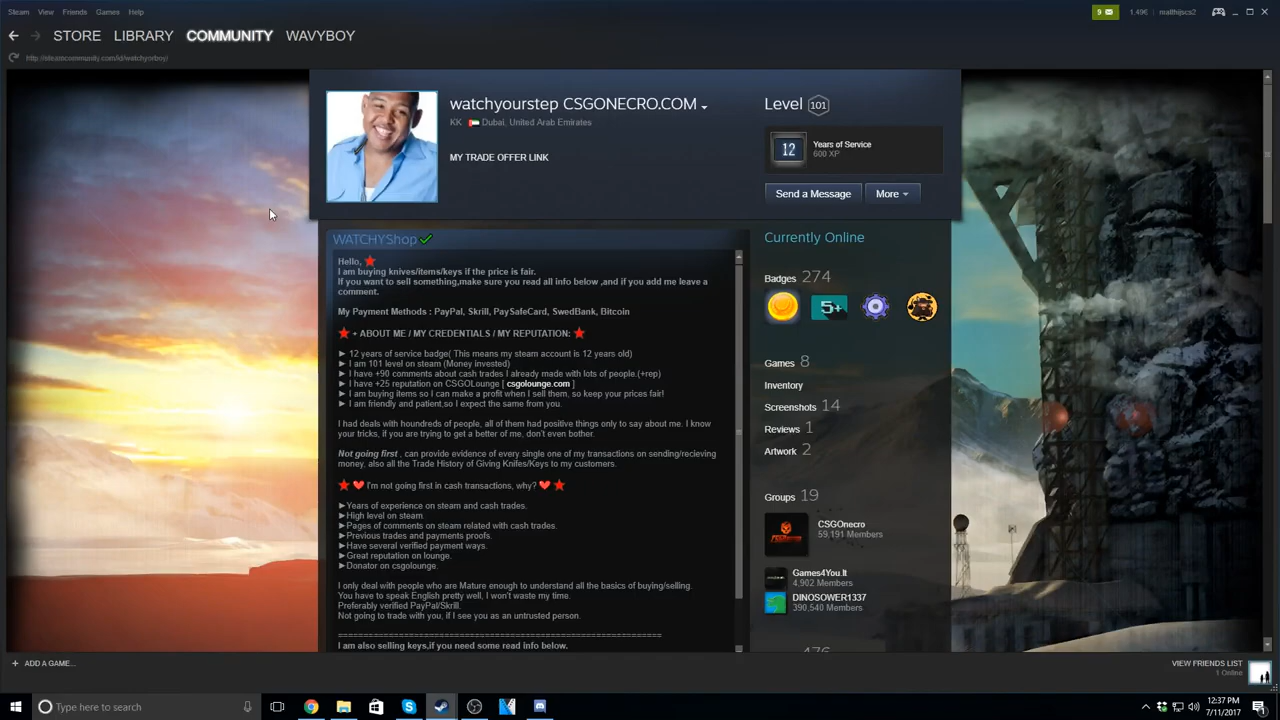 Steam View Friends Games Help
9
1.49€
matthijscs2
STORE LIBRARY COMMUNITY WAVYBOY
watchyourstep CSGONECRO.COM
KK Dubai, United Arab Emirates
MY TRADE OFFER LINK
Level 101
12
Years of Service
600 XP
Send a Message
More
WATCHYShop
Hello,
I am buying knives/items/keys if the price is fair.
If you want to sell something,make sure you read all info below ,and if you add me leave a
comment.
My Payment Methods : PayPal, Skrill, PaySafeCard, SwedBank, Bitcoin
+ ABOUT ME / MY CREDENTIALS / MY REPUTATION:
► 12 years of service badge( This means my steam account is 12 years old)
► I am 101 level on steam (Money invested)
► I have +90 comments about cash trades I already made with lots of people.(+rep)
► I have +25 reputation on CSGOLounge [ csgolounge.com ]
► I am buying items so I can make a profit when I sell them, so keep your prices fair!
► I am friendly and patient,so I expect the same from you.
I had deals with houndreds of people, all of them had positive things only to say about me. I know
your tricks, if you are trying to get a better of me, don't even bother.
Not going first , can provide evidence of every single one of my transactions on sending/recieving
money, also all the Trade History of Giving Knifes/Keys to my customers.
I'm not going first in cash transactions, why?
►Years of experience on steam and cash trades.
►High level on steam.
►Pages of comments on steam related with cash trades.
►Previous trades and payments proofs.
►Have several verified payment ways.
►Great reputation on lounge.
►Donator on csgolounge.
I only deal with people who are Mature enough to understand all the basics of buying/selling.
You have to speak English pretty well, I won't waste my time.
Preferably verified PayPal/Skrill.
Not going to trade with you, if I see you as an untrusted person.
================================================================
I am also selling keys,if you need some read info below.
Currently Online
Badges 274
5+
Games 8
Inventory
Screenshots 14
Reviews 1
Artwork 2
Groups 19
CSGOnecro
59,191 Members
Games4You.lt
4,902 Members
DINOSOWER1337
390,540 Members
+ ADD A GAME...
VIEW FRIENDS LIST
1 Online
Type here to search
12:37 PM
7/11/2017